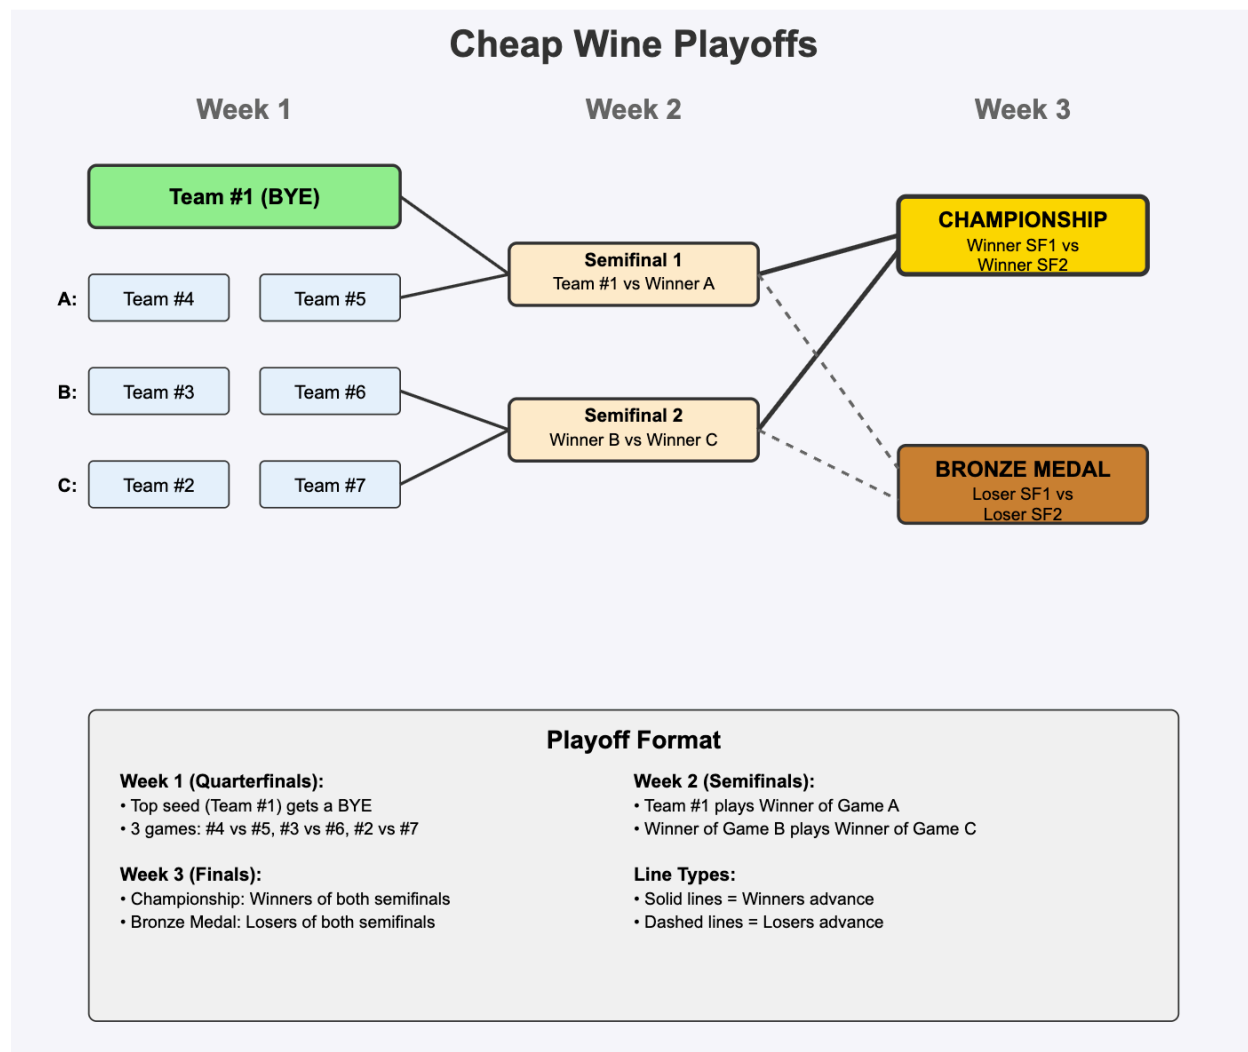 Cheap Wine Playoffs
Week 1
Week 2
Week 3
Team #1 (BYE)
A:
Team #4
Team #5
B:
Team #3
Team #6
C:
Team #2
Team #7
Semifinal 1
Team #1 vs Winner A
Semifinal 2
Winner B vs Winner C
CHAMPIONSHIP
Winner SF1 vs
Winner SF2
BRONZE MEDAL
Loser SF1 vs
Loser SF2
Playoff Format
Week 1 (Quarterfinals):
• Top seed (Team #1) gets a BYE
• 3 games: #4 vs #5, #3 vs #6, #2 vs #7
Week 2 (Semifinals):
• Team #1 plays Winner of Game A
• Winner of Game B plays Winner of Game C
Week 3 (Finals):
• Championship: Winners of both semifinals
• Bronze Medal: Losers of both semifinals
Line Types:
• Solid lines = Winners advance
• Dashed lines = Losers advance